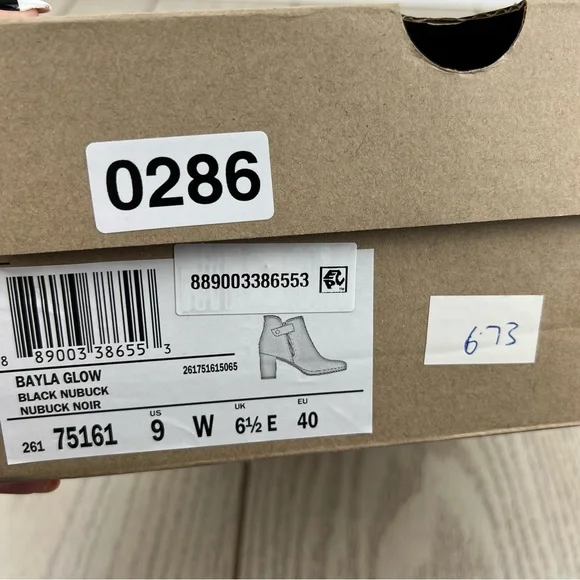 0286
889003386553
8 89003 38655 3
BAYLA GLOW
BLACK NUBUCK
NUBUCK NOIR
261751615065
261 75161 US 9 W UK 6½ E EU 40
6.73